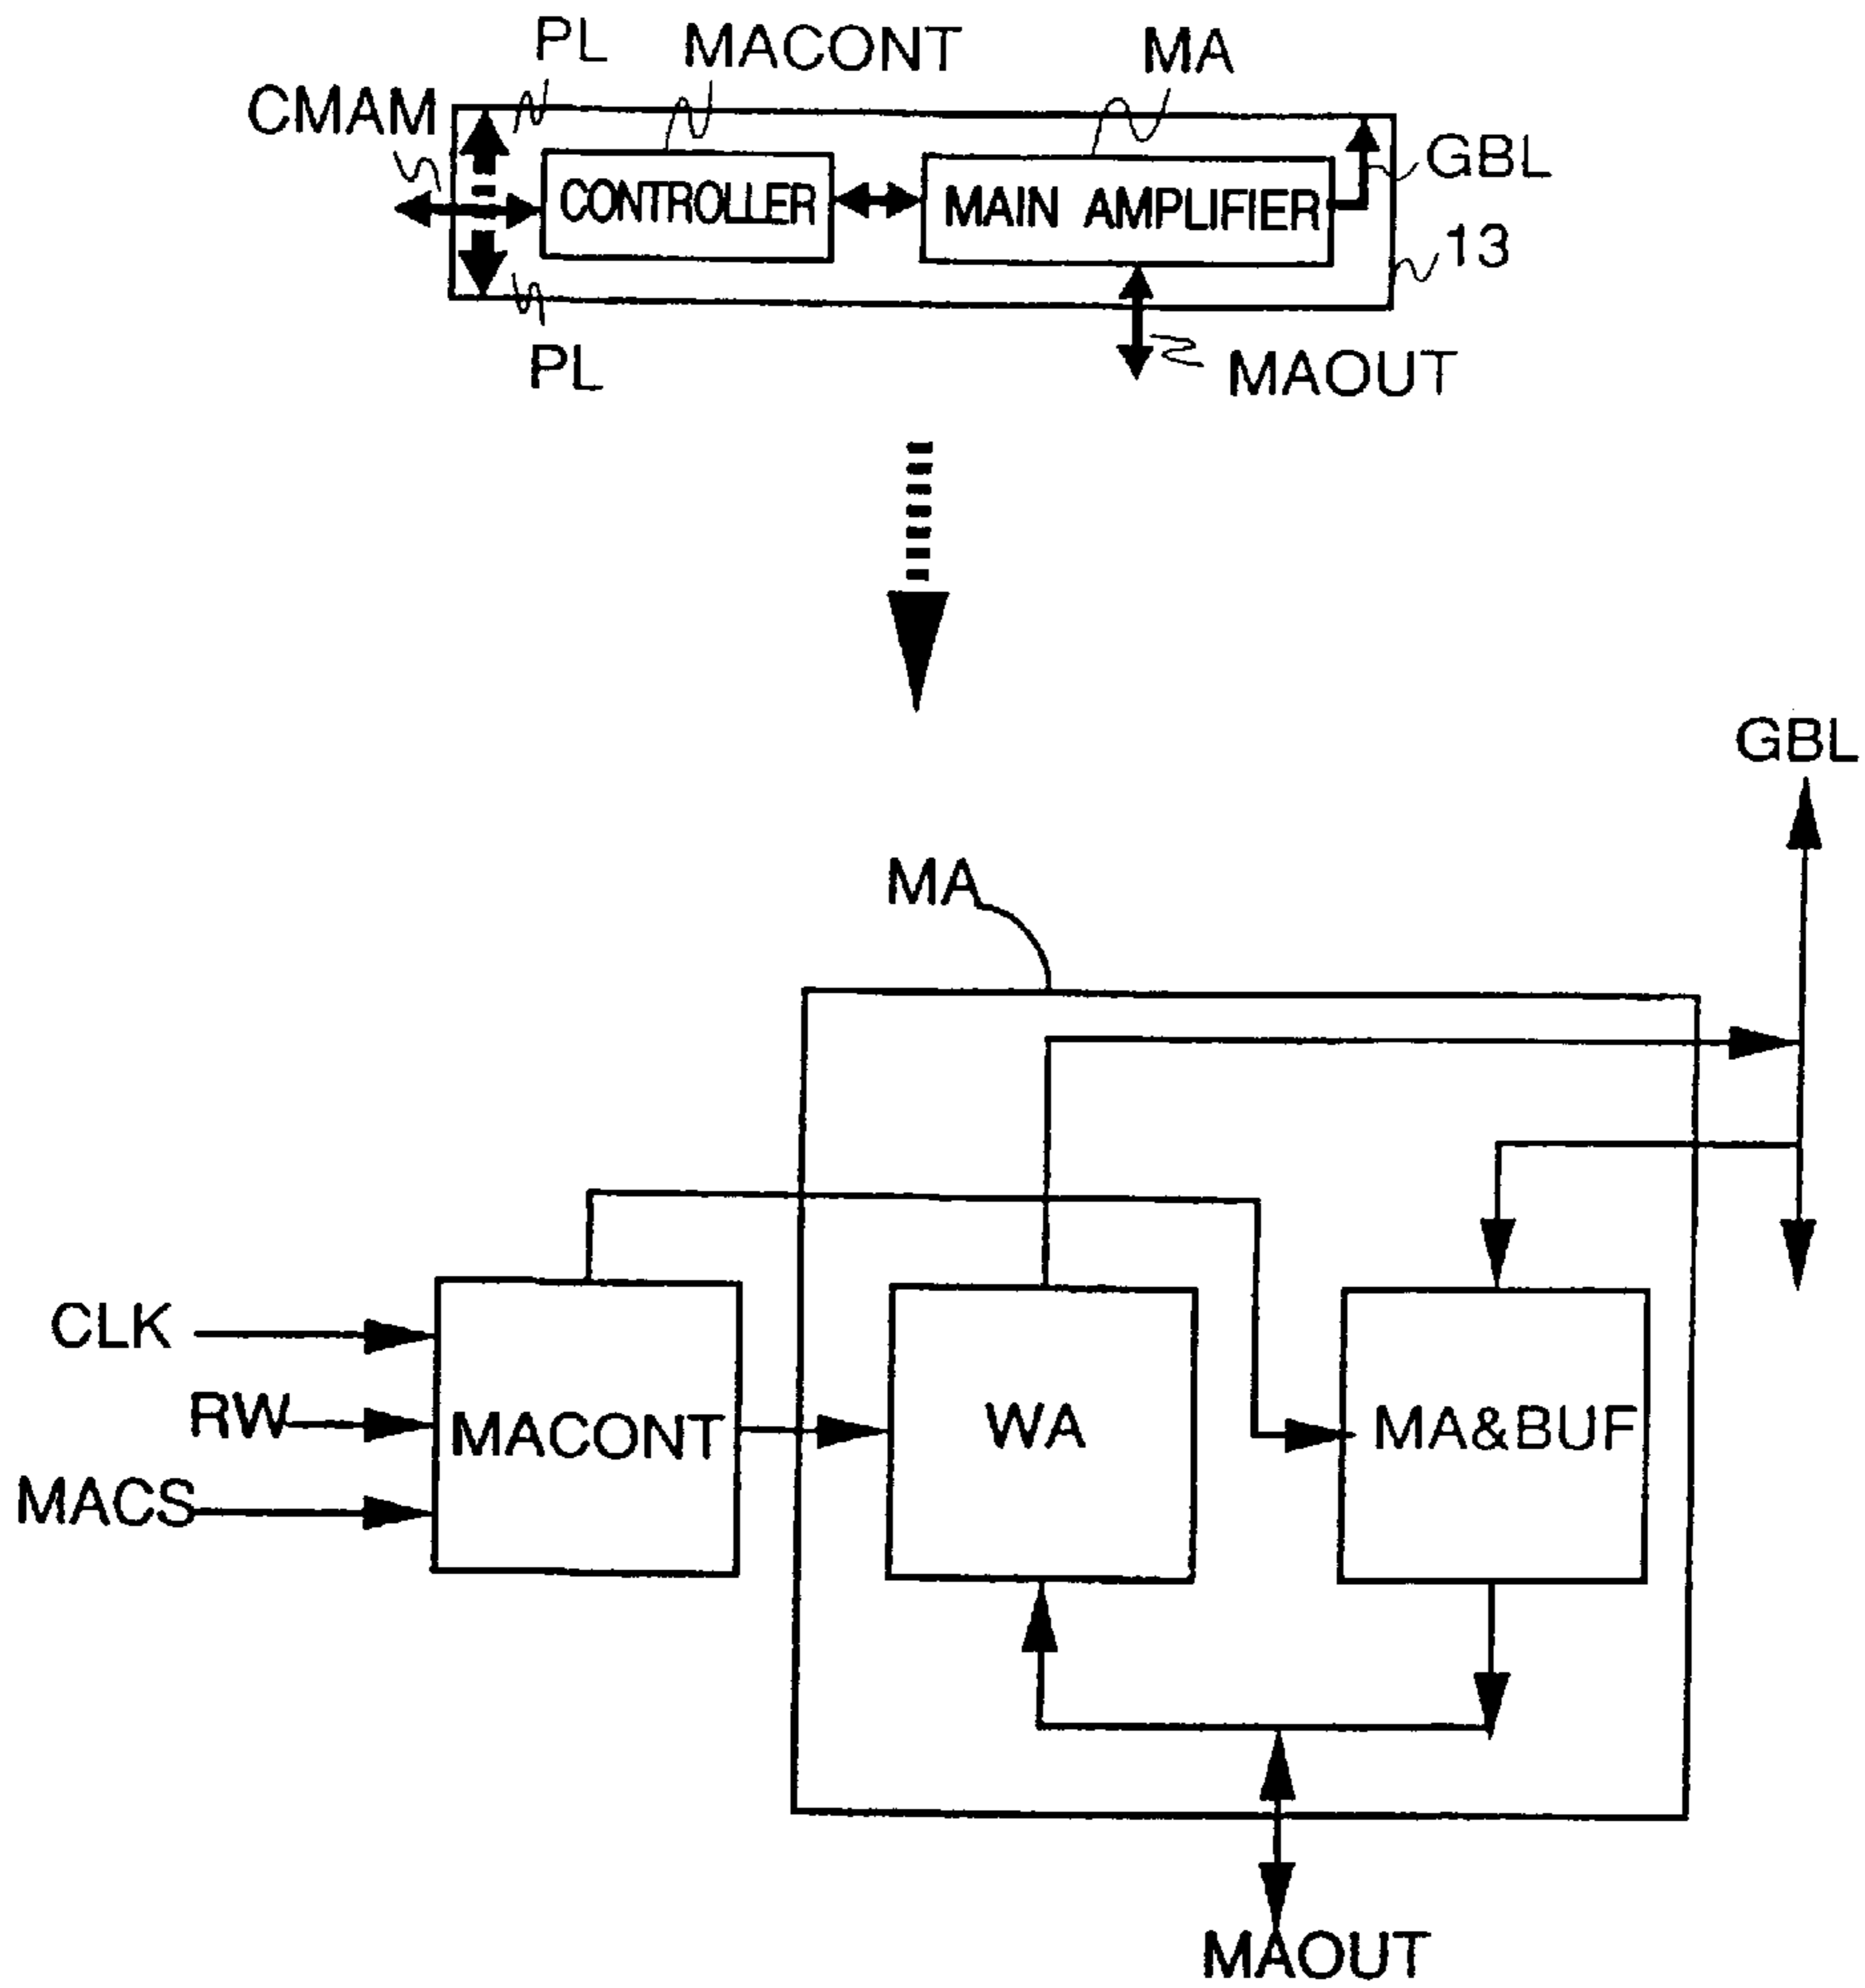 PL
MACONT
MA
CMAM
GBL
CONTROLLER
MAIN AMPLIFIER
13
PL
MAOUT
GBL
MA
CLK
RW
MACONT
WA
MA&BUF
MACS
MAOUT